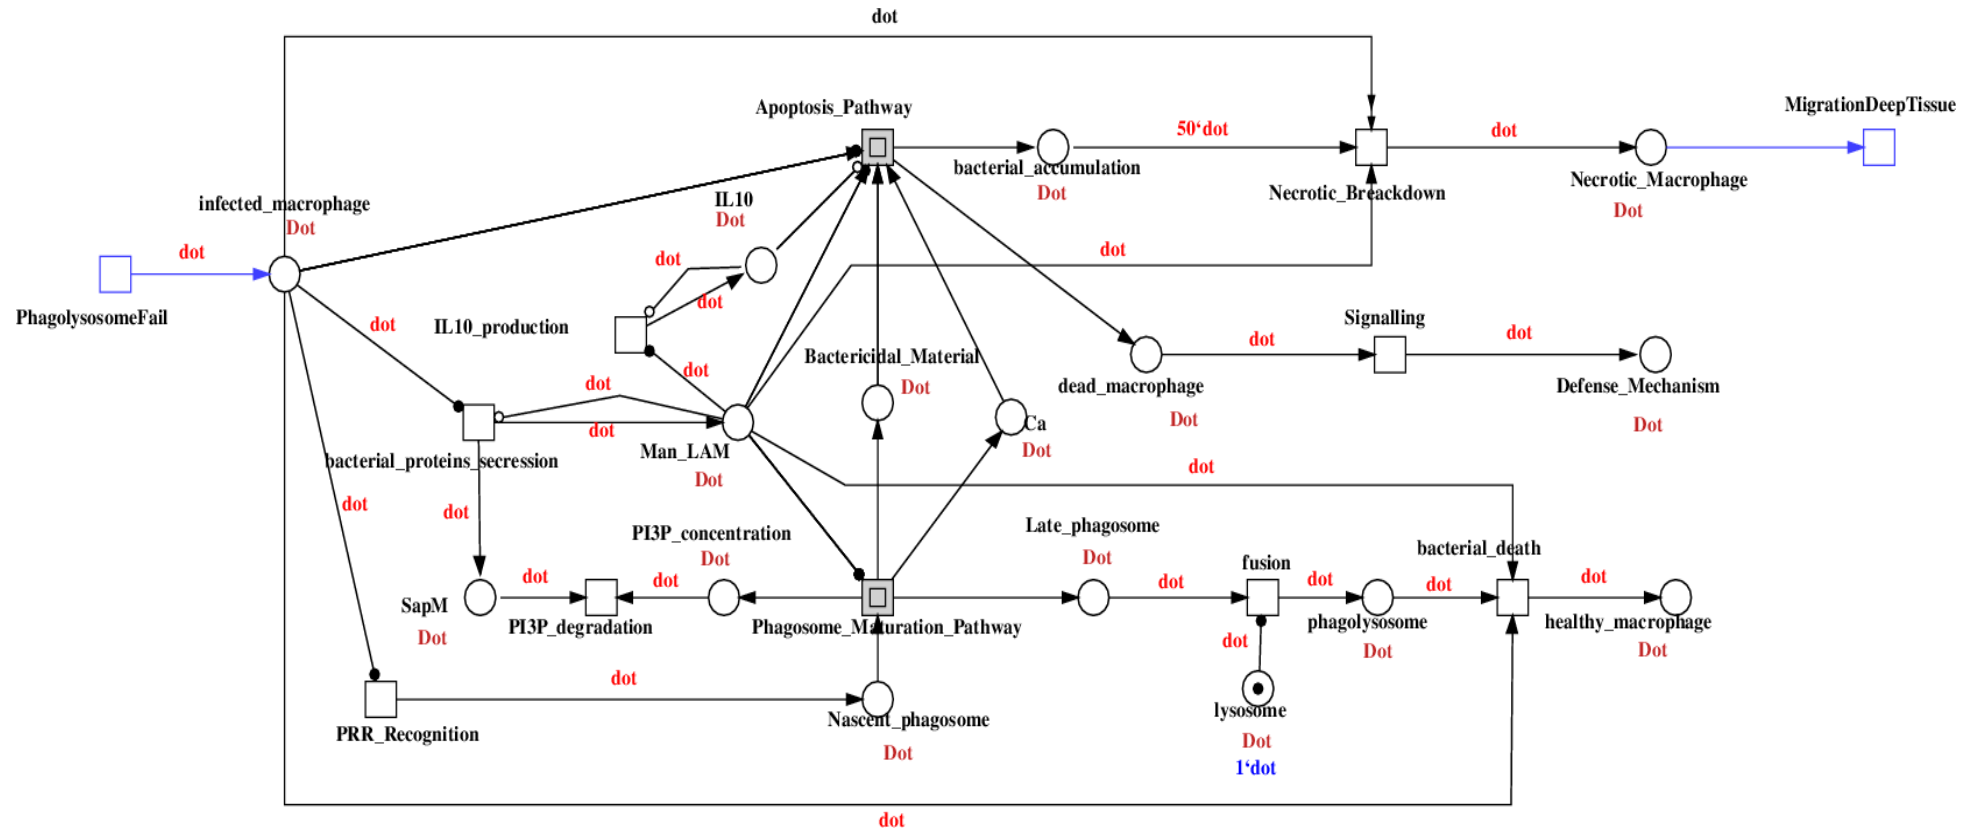 dot
Apoptosis_Pathway
MigrationDeepTissue
50‘dot
dot
bacterial_accumulation
Dot
Necrotic_Breackdown
Necrotic_Macrophage
Dot
infected_macrophage
Dot
IL10
Dot
dot
PhagolysosomeFail
dot
dot
dot
dot
IL10_production
dot
Signalling
dot
dot
Bactericidal_Material
Dot
dead_macrophage
Dot
Defense_Mechanism
Dot
dot
dot
Man_LAM
Dot
Ca
Dot
bacterial_proteins_secression
dot
dot
dot
PI3P_concentration
Dot
Late_phagosome
Dot
fusion
bacterial_death
dot
dot
dot
dot
dot
dot
SapM
Dot
PI3P_degradation
Phagosome_Maturation_Pathway
dot
phagolysosome
Dot
healthy_macrophage
Dot
dot
PRR_Recognition
Nascent_phagosome
Dot
lysosome
Dot
1‘dot
dot